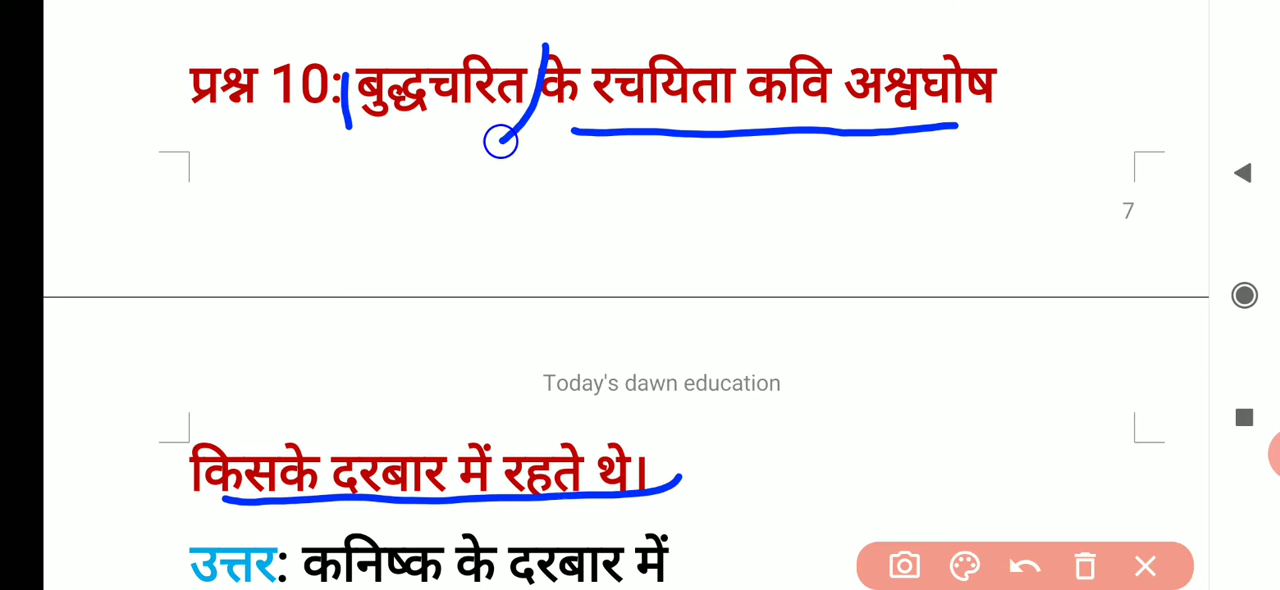 प्रश्न 10: बुद्धचरित के रचयिता कवि अश्वघोष
7
Today's dawn education
किसके दरबार में रहते थे।
उत्तर: कनिष्क के दरबार में